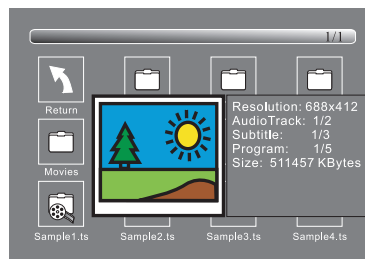 1/1
Return
Resolution: 688x412
AudioTrack: 1/2
Subtitle: 1/3
Program: 1/5
Size: 511457 KBytes
Movies
Sample1.ts
Sample2.ts
Sample3.ts
Sample4.ts